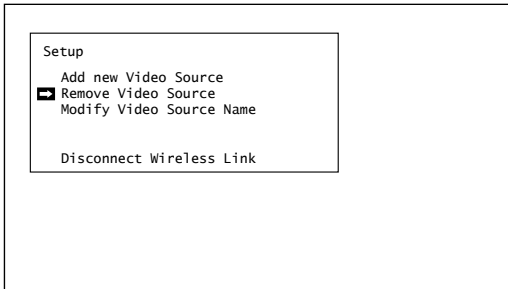 Setup
Add new Video Source
Remove Video Source
Modify Video Source Name
Disconnect Wireless Link